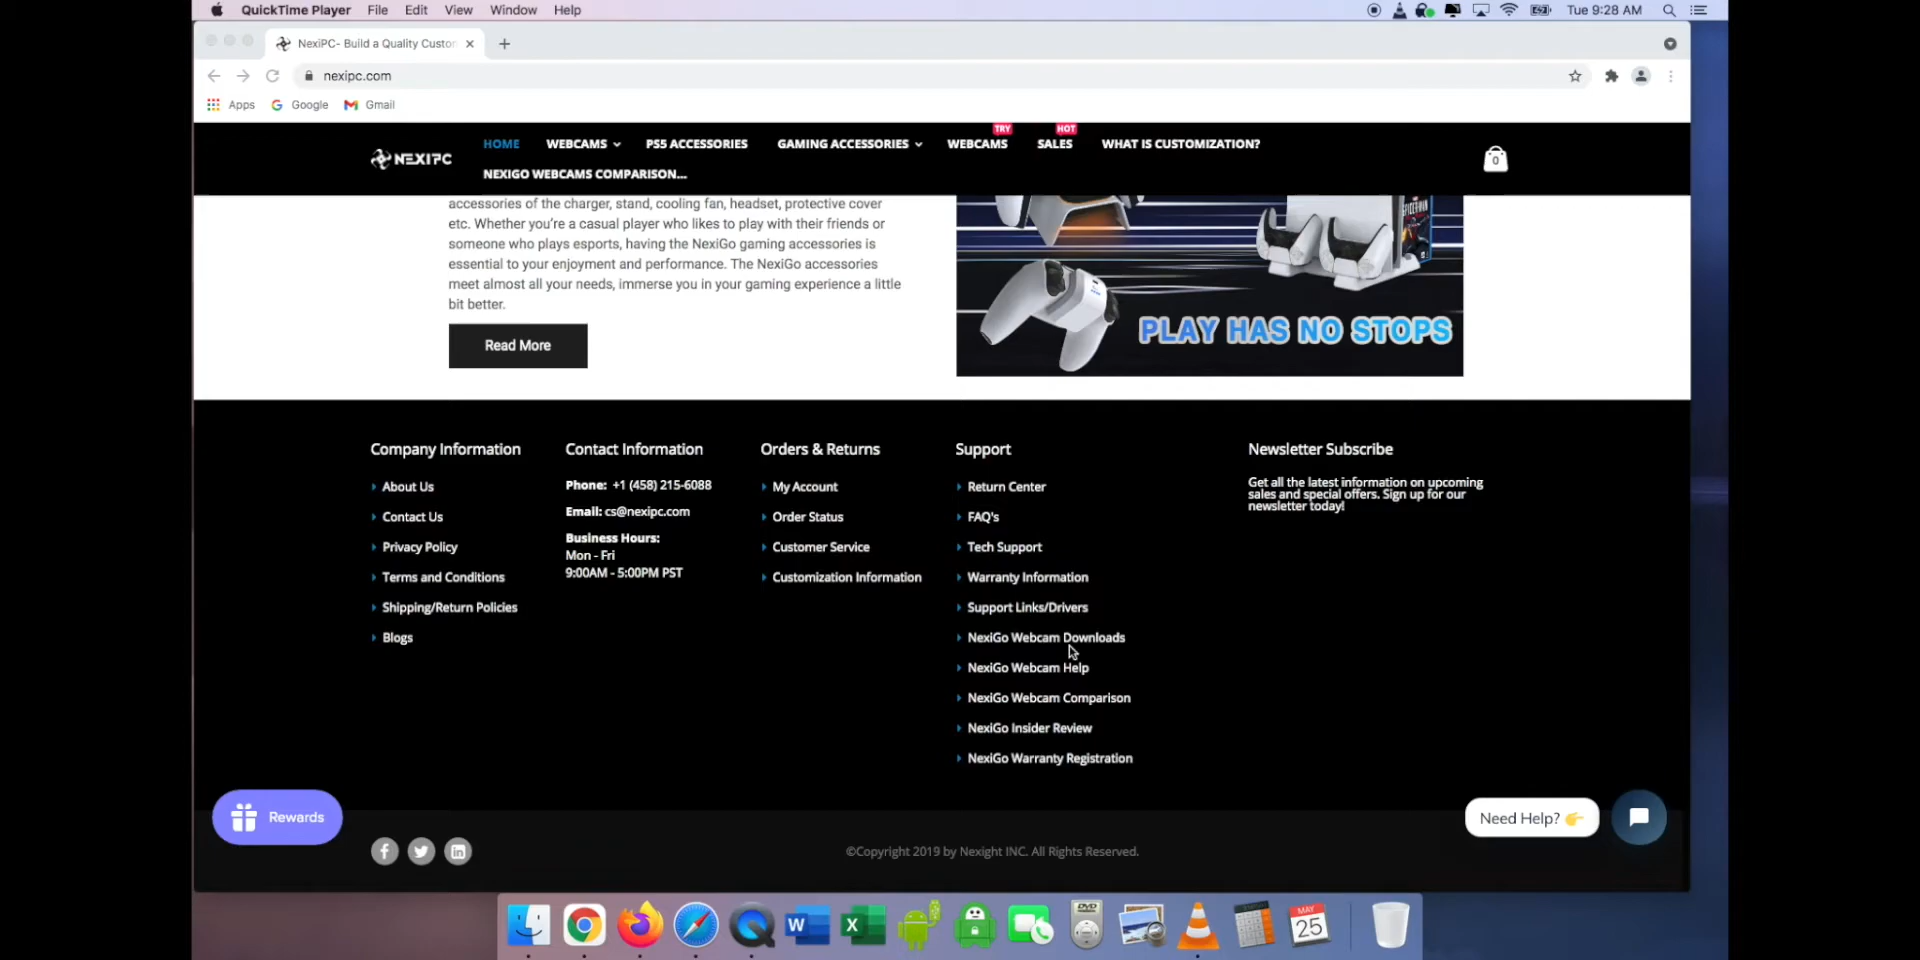 QuickTime Player File Edit View Window Help
Tue 9:28 AM
NexiPC- Build a Quality Custo
nexipc.com
Apps Google Gmail
TRY HOT
NEXIPC HOME WEBCAMS PS5 ACCESSORIES GAMING ACCESSORIES WEBCAMS SALES WHAT IS CUSTOMIZATION?
0
NEXIGO WEBCAMS COMPARISON...
accessories of the charger, stand, cooling fan, headset, protective cover
etc. Whether you’re a casual player who likes to play with their friends or
someone who plays esports, having the NexiGo gaming accessories is
essential to your enjoyment and performance. The NexiGo accessories
meet almost all your needs, immerse you in your gaming experience a little
bit better.
Read More
PLAY HAS NO STOPS
Company Information
About Us
Contact Us
Privacy Policy
Terms and Conditions
Shipping/Return Policies
Blogs
Contact Information
Phone: +1 (458) 215-6088
Email: cs@nexipc.com
Business Hours:
Mon - Fri
9:00AM - 5:00PM PST
Orders & Returns
My Account
Order Status
Customer Service
Customization Information
Support
Return Center
FAQ's
Tech Support
Warranty Information
Support Links/Drivers
NexiGo Webcam Downloads
NexiGo Webcam Help
NexiGo Webcam Comparison
NexiGo Insider Review
NexiGo Warranty Registration
Newsletter Subscribe
Get all the latest information on upcoming
sales and special offers. Sign up for our
newsletter today!
Rewards
Need Help? 👉
©Copyright 2019 by Nexight INC. All Rights Reserved.
DVD
MAY
25